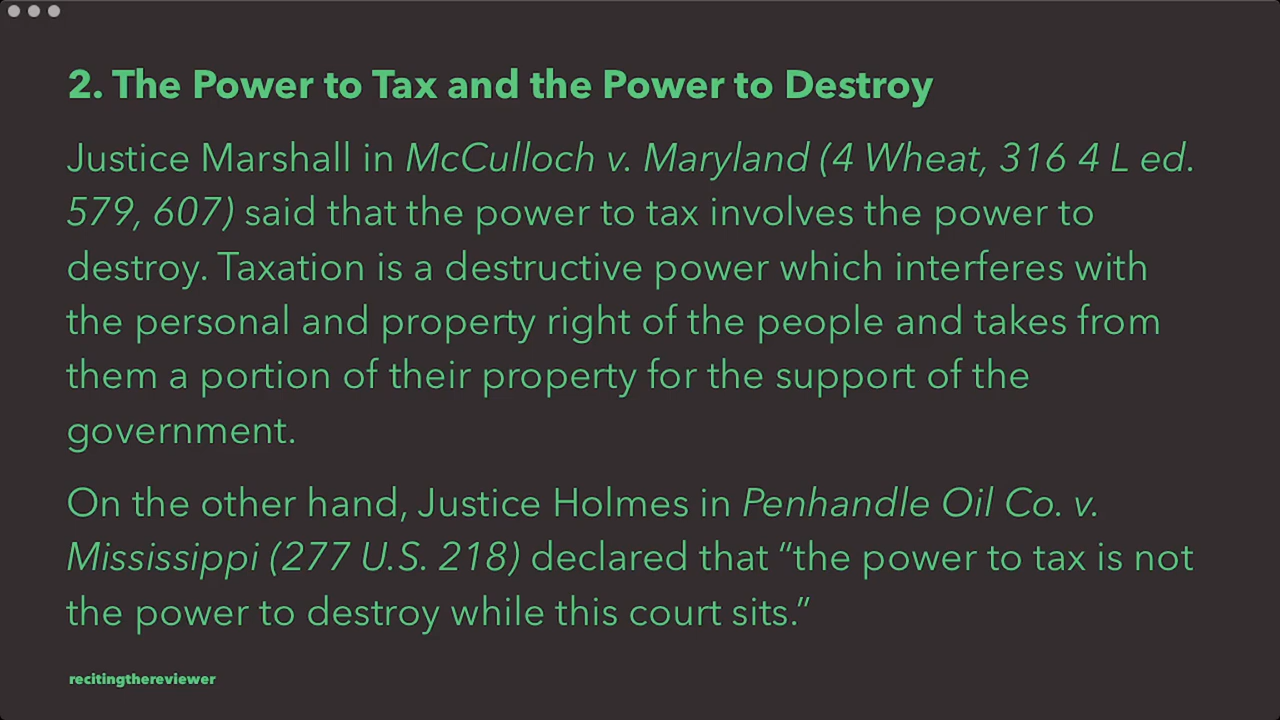 2. The Power to Tax and the Power to Destroy
Justice Marshall in McCulloch v. Maryland (4 Wheat, 316 4 L ed.
579, 607) said that the power to tax involves the power to
destroy. Taxation is a destructive power which interferes with
the personal and property right of the people and takes from
them a portion of their property for the support of the
government.
On the other hand, Justice Holmes in Penhandle Oil Co. v.
Mississippi (277 U.S. 218) declared that “the power to tax is not
the power to destroy while this court sits.”
recitingthereviewer